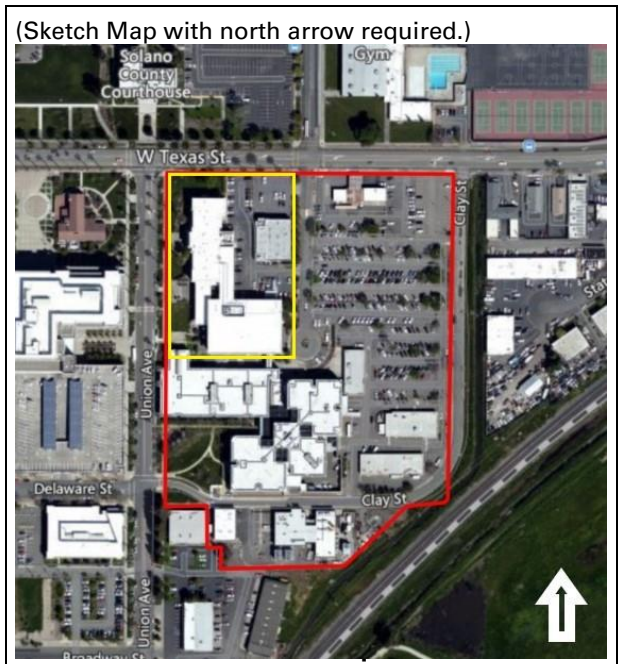 (Sketch Map with north arrow required.)
Solano
County
Courthouse
Gym
W Texas St
Clay St
Union Ave
Delaware St
Clay St
Union Ave
Broadway St